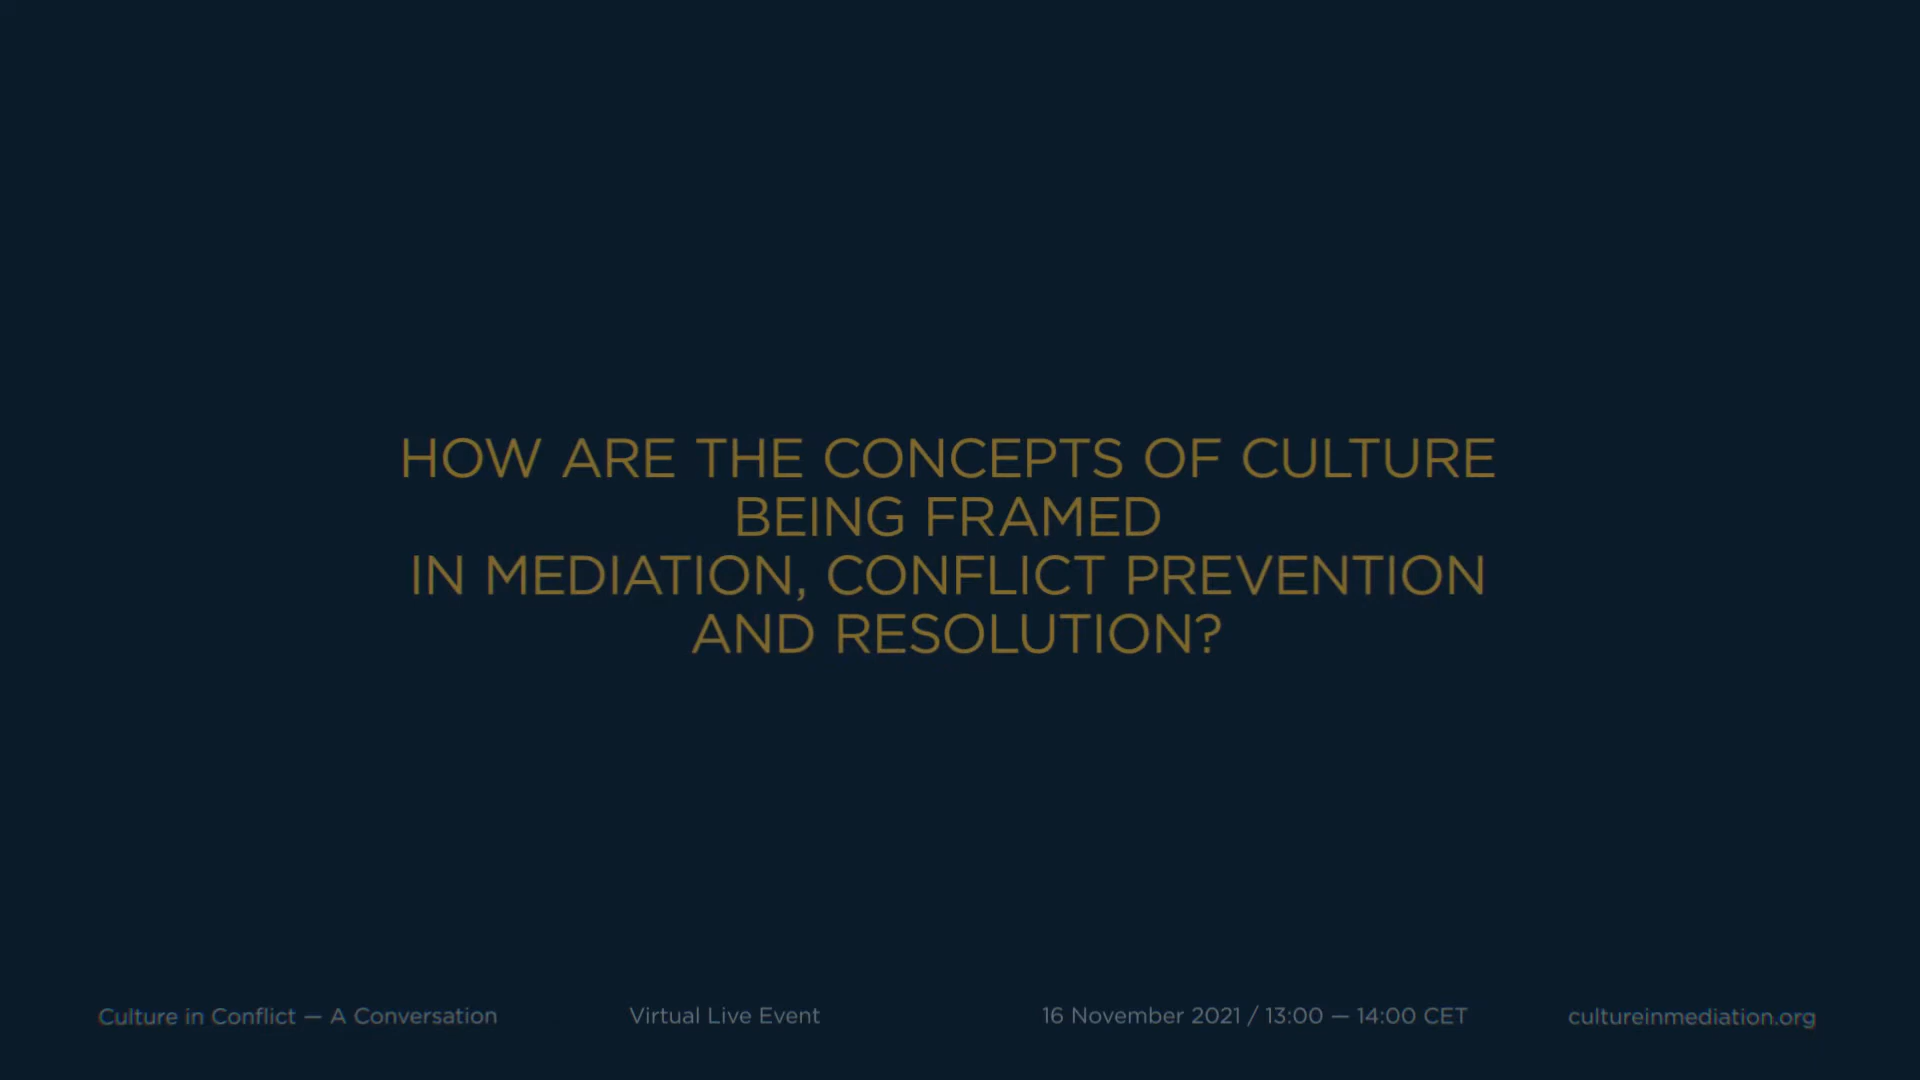 HOW ARE THE CONCEPTS OF CULTURE
BEING FRAMED
IN MEDIATION, CONFLICT PREVENTION
AND RESOLUTION?
Culture in Conflict — A Conversation
Virtual Live Event
16 November 2021 / 13:00 — 14:00 CET
cultureinmediation.org